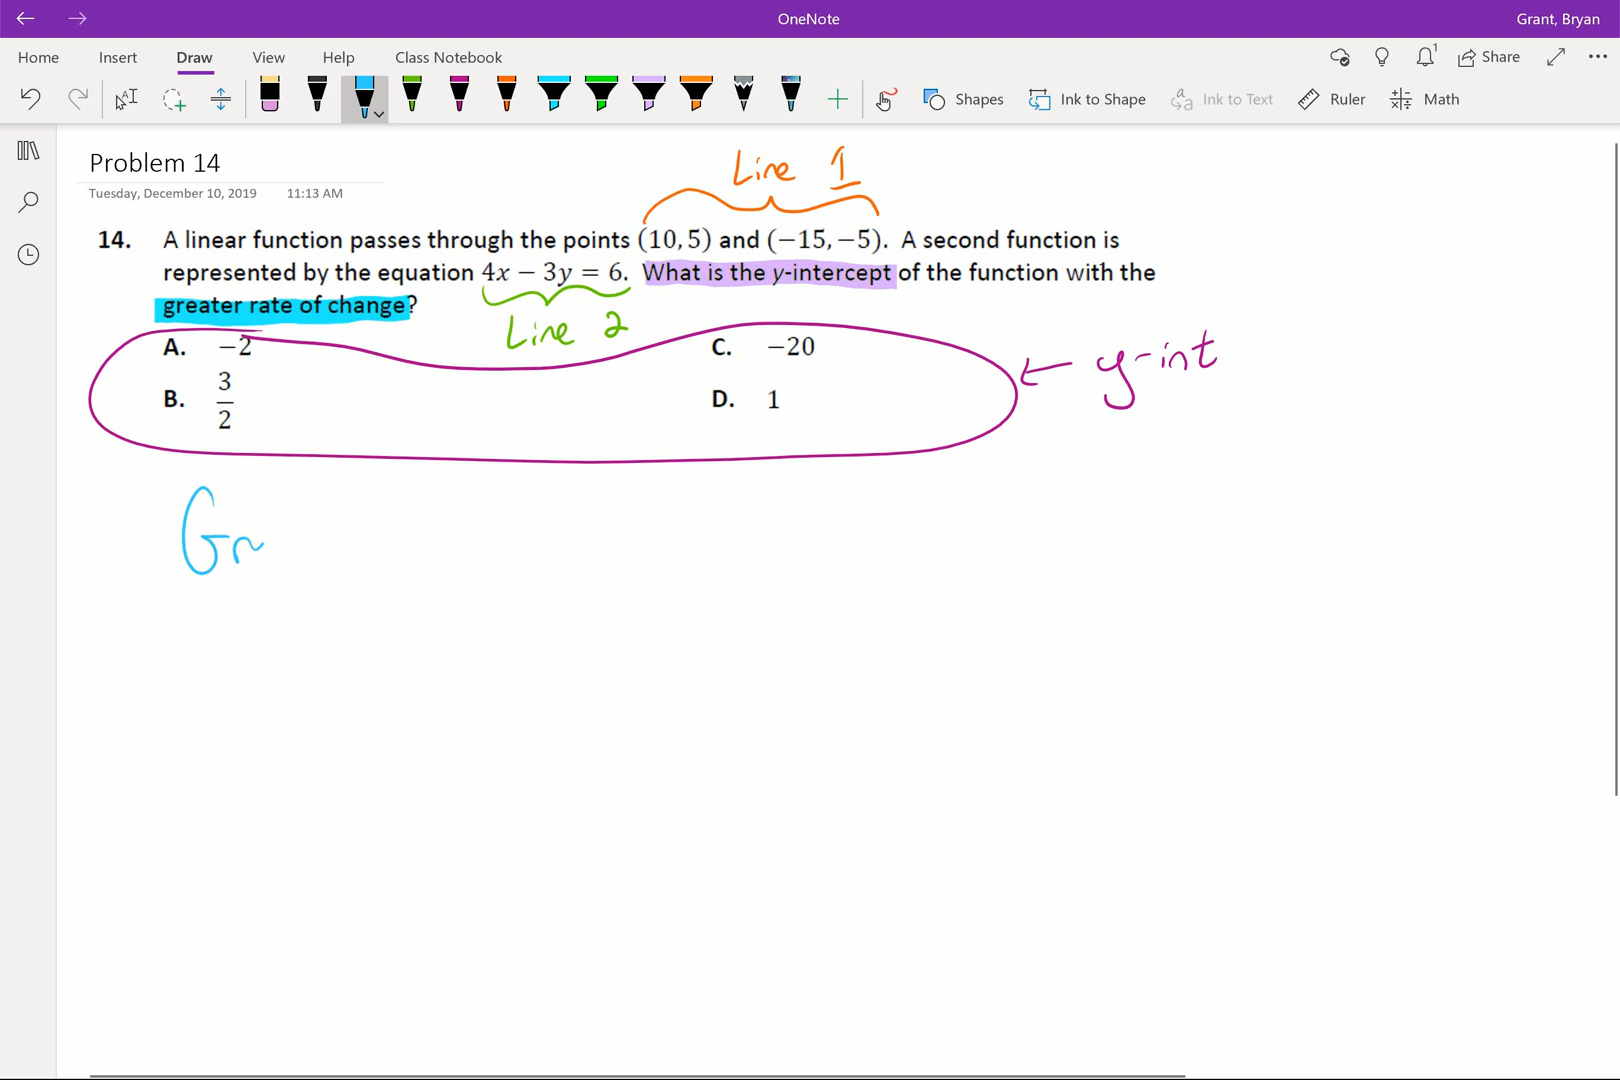 OneNote
Grant, Bryan
Home Insert Draw View Help Class Notebook
1 Share
Shapes Ink to Shape Ink to Text Ruler Math
Problem 14
Tuesday, December 10, 2019 11:13 AM
Line 1
14. A linear function passes through the points (10, 5) and (−15, −5). A second function is
represented by the equation 4x − 3y = 6. What is the y-intercept of the function with the
greater rate of change?
Line 2
A. −2 C. −20
B. 3/2 D. 1
← y-int
Gr